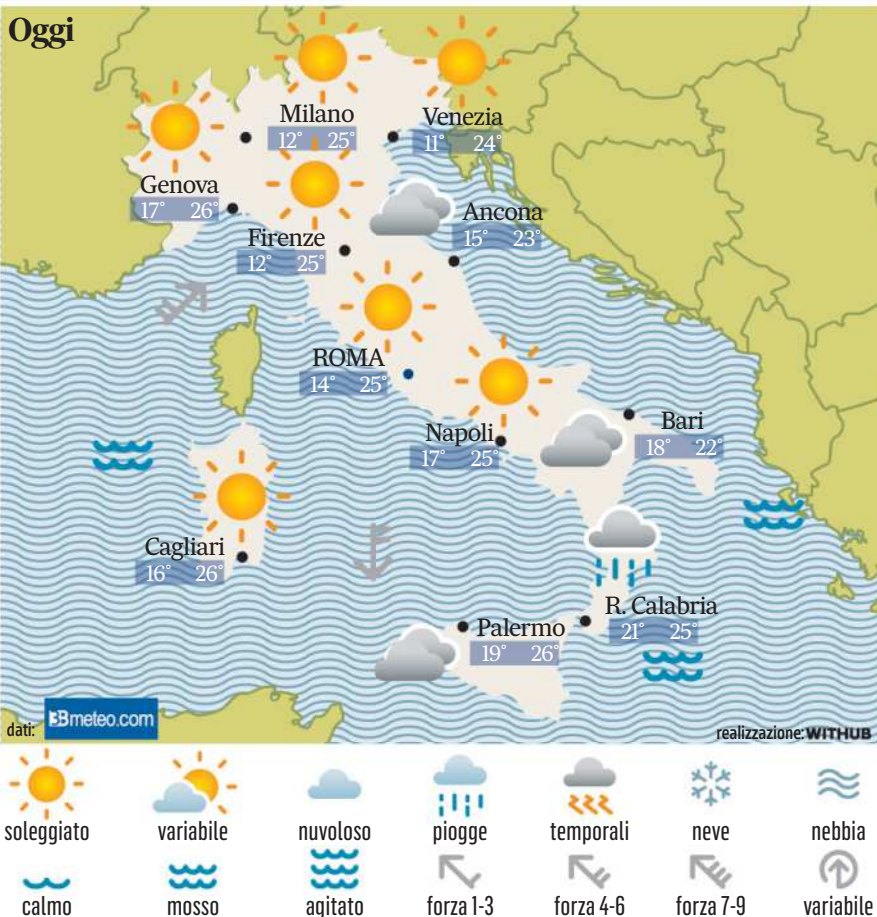 Oggi
Milano
12° 25°
Venezia
11° 24°
Genova
17° 26°
Ancona
15° 23°
Firenze
12° 25°
ROMA
14° 25°
Napoli
17° 25°
Bari
18° 22°
Cagliari
16° 26°
R. Calabria
21° 25°
Palermo
19° 26°
dati: 3Bmeteo.com
realizzazione: WITHUB
soleggiato variabile nuvoloso piogge temporali neve nebbia
calmo mosso agitato forza 1-3 forza 4-6 forza 7-9 variabile